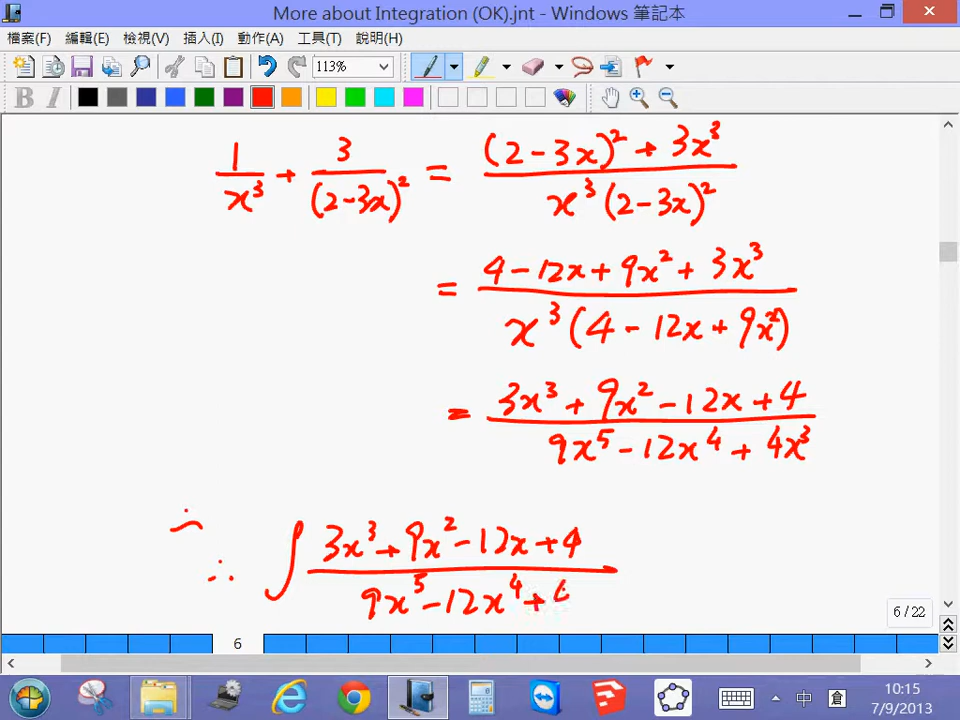 More about Integration (OK).jnt - Windows 筆記本
檔案(F) 編輯(E) 檢視(V) 插入(I) 動作(A) 工具(T) 說明(H)
113%
B I
1/x³ + 3/(2-3x)² = ((2-3x)² + 3x³)/(x³(2-3x)²)
= (4-12x+9x²+3x³)/(x³(4-12x+9x²))
= (3x³+9x²-12x+4)/(9x⁵-12x⁴+4x³)
∴ ∫ (3x³+9x²-12x+4)/(9x⁵-12x⁴+
6 / 22
6
中 倉
10:15
7/9/2013